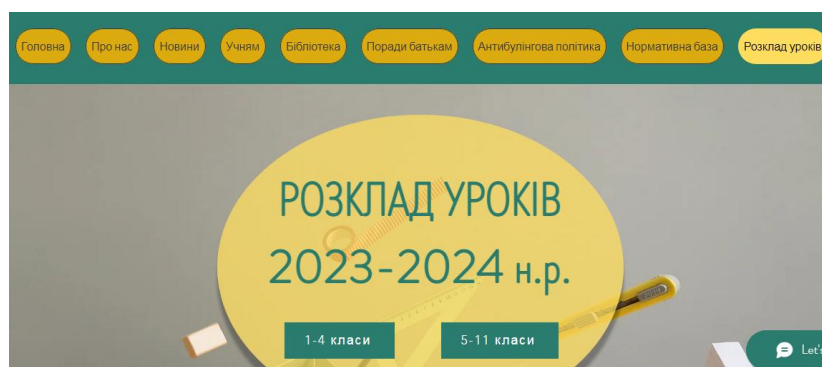 Головна Про нас Новини Учням Бібліотека Поради батькам Антибулінгова політика Нормативна база Розклад уроків
РОЗКЛАД УРОКІВ
2023-2024 н.р.
1-4 класи 5-11 класи
Let's